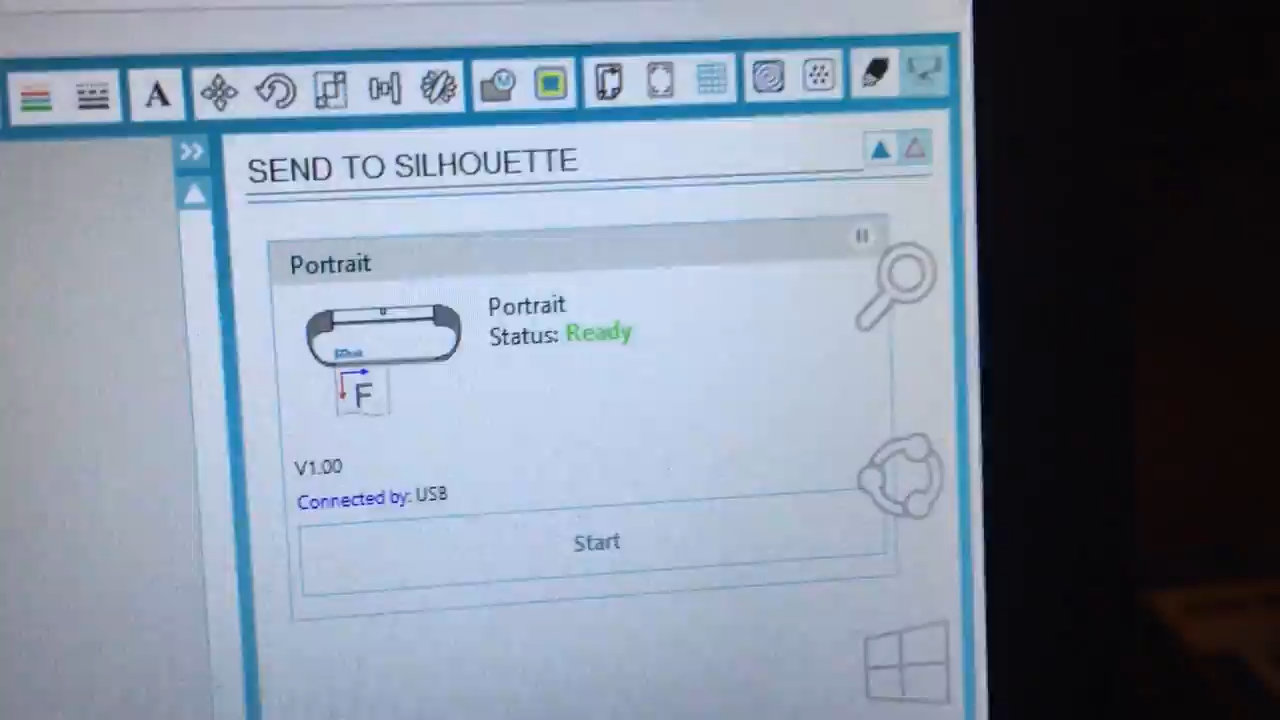 A
SEND TO SILHOUETTE
Portrait
Portrait
Status: Ready
F
V1.00
Connected by: USB
Start